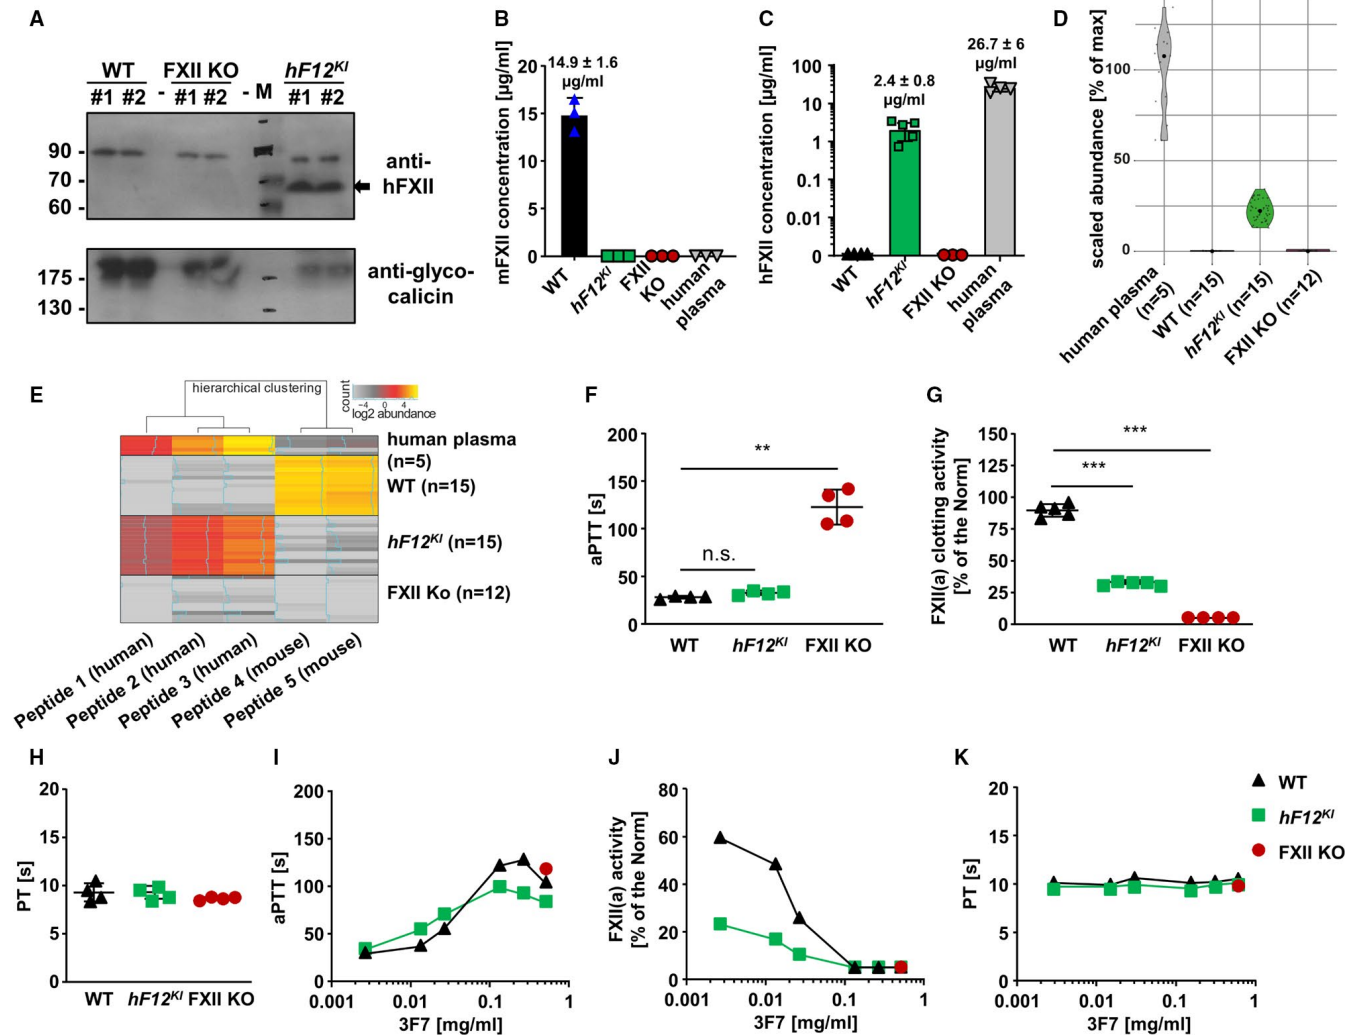 A
WT FXII KO hF12KI
#1 #2 - #1 #2 - M #1 #2
90 -
70 -
60 -
anti-
hFXII
175 -
130 -
anti-glyco-
calicin
B
mFXII concentration [µg/ml]
14.9 ± 1.6
µg/ml
20
15
10
5
0
WT
hF12KI
FXII
KO
human
plasma
C
hFXII concentration [µg/ml]
26.7 ± 6
µg/ml
2.4 ± 0.8
µg/ml
100
10
1
0.1
0.01
0
WT
hF12KI
FXII KO
human
plasma
D
scaled abundance [% of max]
100
50
0
human plasma
(n=5)
WT (n=15)
hF12KI (n=15)
FXII KO (n=12)
E
hierarchical clustering
count
−4 0 4
log2 abundance
human plasma
(n=5)
WT (n=15)
hF12KI (n=15)
FXII Ko (n=12)
Peptide 1 (human)
Peptide 2 (human)
Peptide 3 (human)
Peptide 4 (mouse)
Peptide 5 (mouse)
F
aPTT [s]
200
150
100
50
0
**
n.s.
WT hF12KI FXII KO
G
FXII(a) clotting activity
[% of the Norm]
150
125
100
75
50
25
0
***
***
WT hF12KI FXII KO
H
PT [s]
20
15
10
5
0
WT hF12KI FXII KO
I
aPTT [s]
200
150
100
50
0
0.001 0.01 0.1 1
3F7 [mg/ml]
J
FXII(a) activity
[% of the Norm]
80
60
40
20
0
0.001 0.01 0.1 1
3F7 [mg/ml]
K
PT [s]
20
15
10
5
0
0.001 0.01 0.1 1
3F7 [mg/ml]
WT
hF12KI
FXII KO